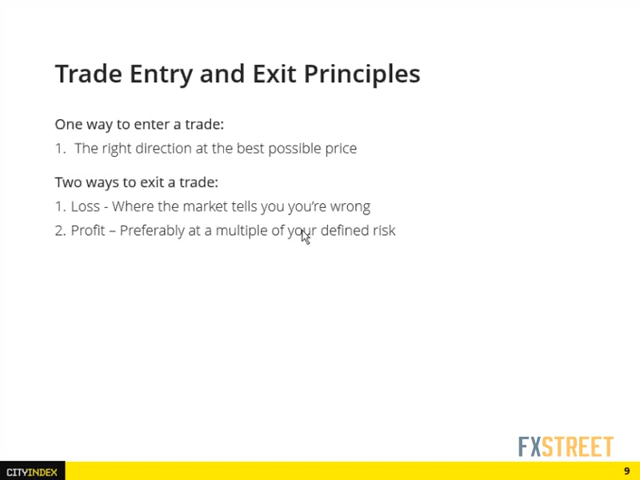 Trade Entry and Exit Principles
One way to enter a trade:
1. The right direction at the best possible price
Two ways to exit a trade:
1. Loss - Where the market tells you you're wrong
2. Profit – Preferably at a multiple of your defined risk
FXSTREET
CITYINDEX
9